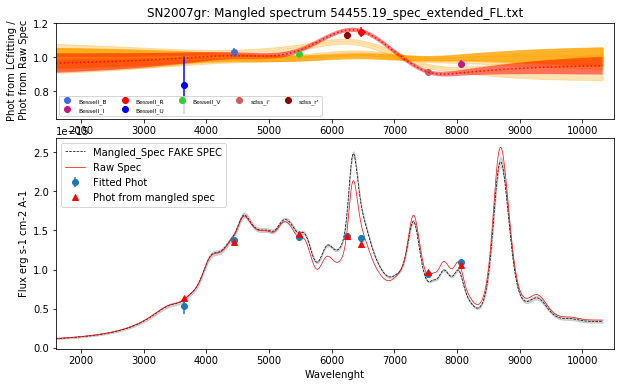 SN2007gr: Mangled spectrum 54455.19_spec_extended_FL.txt
Phot from LCfitting /
Phot from Raw Spec
1.2
1.0
0.8
Bessell_B Bessell_R Bessell_V sdss_i' sdss_r'
Bessell_I Bessell_U
2000 3000 4000 5000 6000 7000 8000 9000 10000
Flux erg s-1 cm-2 A-1
2.5
2.0
1.5
1.0
0.5
0.0
Mangled_Spec FAKE SPEC
Raw Spec
Fitted Phot
Phot from mangled spec
2000 3000 4000 5000 6000 7000 8000 9000 10000
Wavelenght